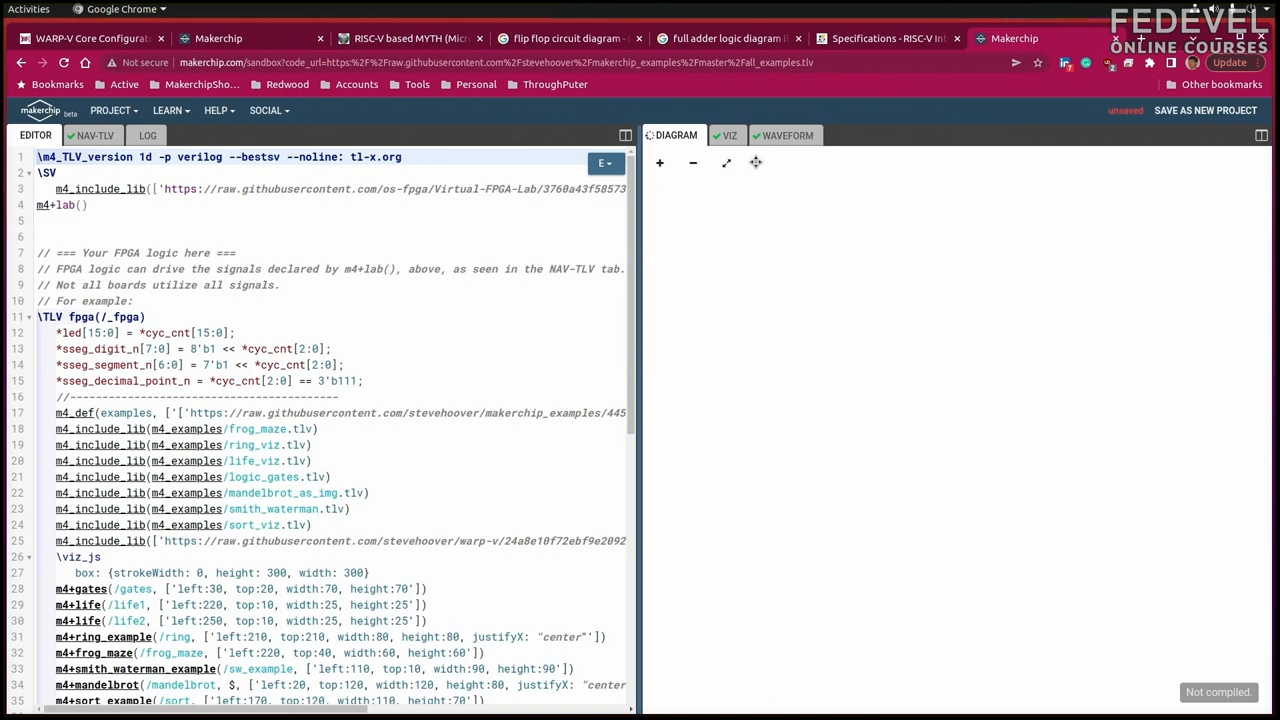 Activities
Google Chrome
FEDEVEL
ONLINE COURSES
WARP-V Core Configurat
Makerchip
RISC-V based MYTH (Micro
flip flop circuit diagram -
full adder logic diagram i
Specifications - RISC-V Int
Makerchip
Not secure
makerchip.com/sandbox?code_url=https:%2F%2Fraw.githubusercontent.com%2Fstevehoover%2Fmakerchip_examples%2Fmaster%2Fall_examples.tlv
Update
Bookmarks
Active
MakerchipSho...
Redwood
Accounts
Tools
Personal
ThroughPuter
Other bookmarks
makerchip beta
PROJECT
LEARN
HELP
SOCIAL
unsaved
SAVE AS NEW PROJECT
EDITOR
NAV-TLV
LOG
DIAGRAM
VIZ
WAVEFORM
E
1 \m4_TLV_version 1d -p verilog --bestsv --noline: tl-x.org
2 \SV
3 m4_include_lib(['https://raw.githubusercontent.com/os-fpga/Virtual-FPGA-Lab/3760a43f58573
4 m4+lab()
5
6
7 // === Your FPGA logic here ===
8 // FPGA logic can drive the signals declared by m4+lab(), above, as seen in the NAV-TLV tab.
9 // Not all boards utilize all signals.
10 // For example:
11 \TLV fpga(/_fpga)
12 *led[15:0] = *cyc_cnt[15:0];
13 *sseg_digit_n[7:0] = 8'b1 << *cyc_cnt[2:0];
14 *sseg_segment_n[6:0] = 7'b1 << *cyc_cnt[2:0];
15 *sseg_decimal_point_n = *cyc_cnt[2:0] == 3'b111;
16 //------------------------------------------
17 m4_def(examples, ['['https://raw.githubusercontent.com/stevehoover/makerchip_examples/445
18 m4_include_lib(m4_examples/frog_maze.tlv)
19 m4_include_lib(m4_examples/ring_viz.tlv)
20 m4_include_lib(m4_examples/life_viz.tlv)
21 m4_include_lib(m4_examples/logic_gates.tlv)
22 m4_include_lib(m4_examples/mandelbrot_as_img.tlv)
23 m4_include_lib(m4_examples/smith_waterman.tlv)
24 m4_include_lib(m4_examples/sort_viz.tlv)
25 m4_include_lib(['https://raw.githubusercontent.com/stevehoover/warp-v/24a8e10f72ebf9e2092
26 \viz_js
27 box: {strokeWidth: 0, height: 300, width: 300}
28 m4+gates(/gates, ['left:30, top:20, width:70, height:70'])
29 m4+life(/life1, ['left:220, top:10, width:25, height:25'])
30 m4+life(/life2, ['left:250, top:10, width:25, height:25'])
31 m4+ring_example(/ring, ['left:210, top:210, width:80, height:80, justifyX: "center"'])
32 m4+frog_maze(/frog_maze, ['left:220, top:40, width:60, height:60'])
33 m4+smith_waterman_example(/sw_example, ['left:110, top:10, width:90, height:90'])
34 m4+mandelbrot(/mandelbrot, $, ['left:20, top:120, width:120, height:80, justifyX: "center
35 m4+sort_example(/sort, ['left:170, top:120, width:110, height:70'])
Not compiled.